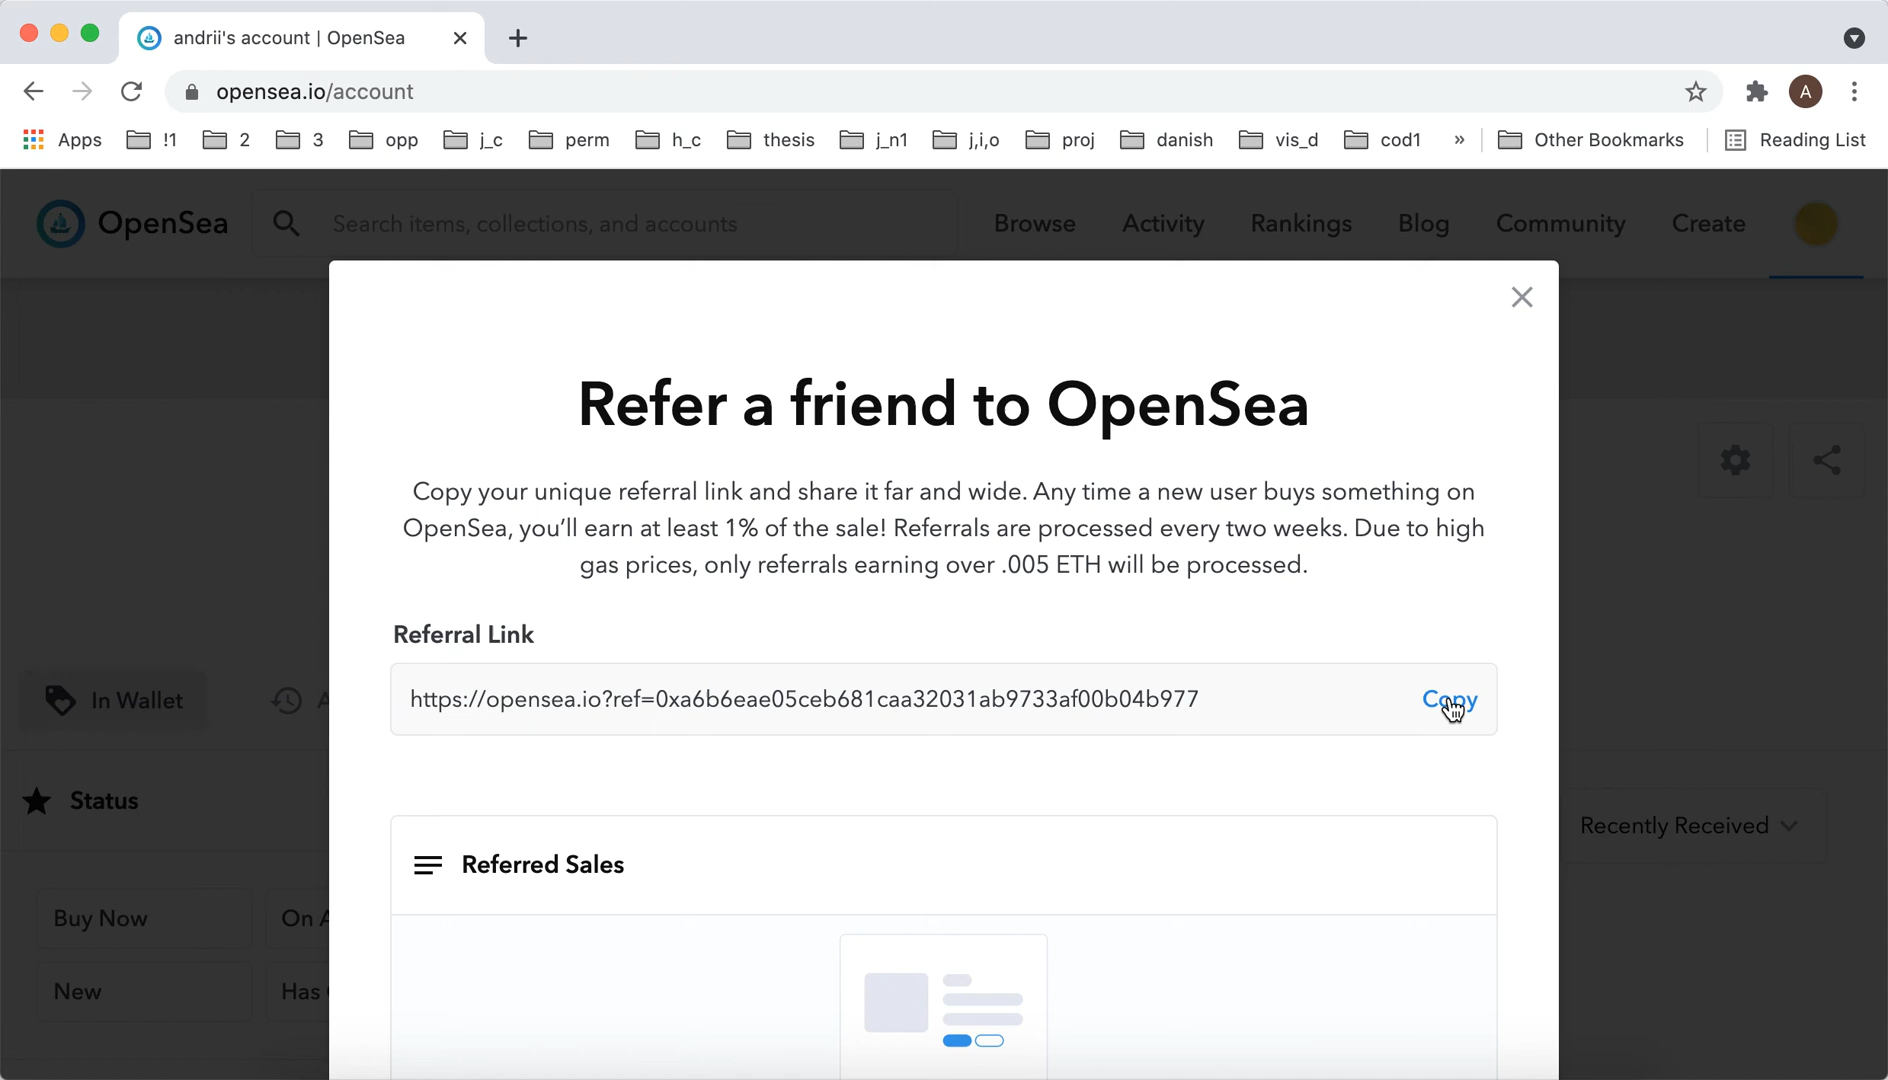 andrii's account | OpenSea
opensea.io/account
A
Apps !1 2 3 opp j_c perm h_c thesis j_n1 j,i,o proj danish vis_d cod1 » Other Bookmarks Reading List
OpenSea Search items, collections, and accounts Browse Activity Rankings Blog Community Create
Refer a friend to OpenSea
Copy your unique referral link and share it far and wide. Any time a new user buys something on
OpenSea, you'll earn at least 1% of the sale! Referrals are processed every two weeks. Due to high
gas prices, only referrals earning over .005 ETH will be processed.
Referral Link
https://opensea.io?ref=0xa6b6eae05ceb681caa32031ab9733af00b04b977 Copy
In Wallet A
Status
Recently Received
Referred Sales
Buy Now On A
New Has